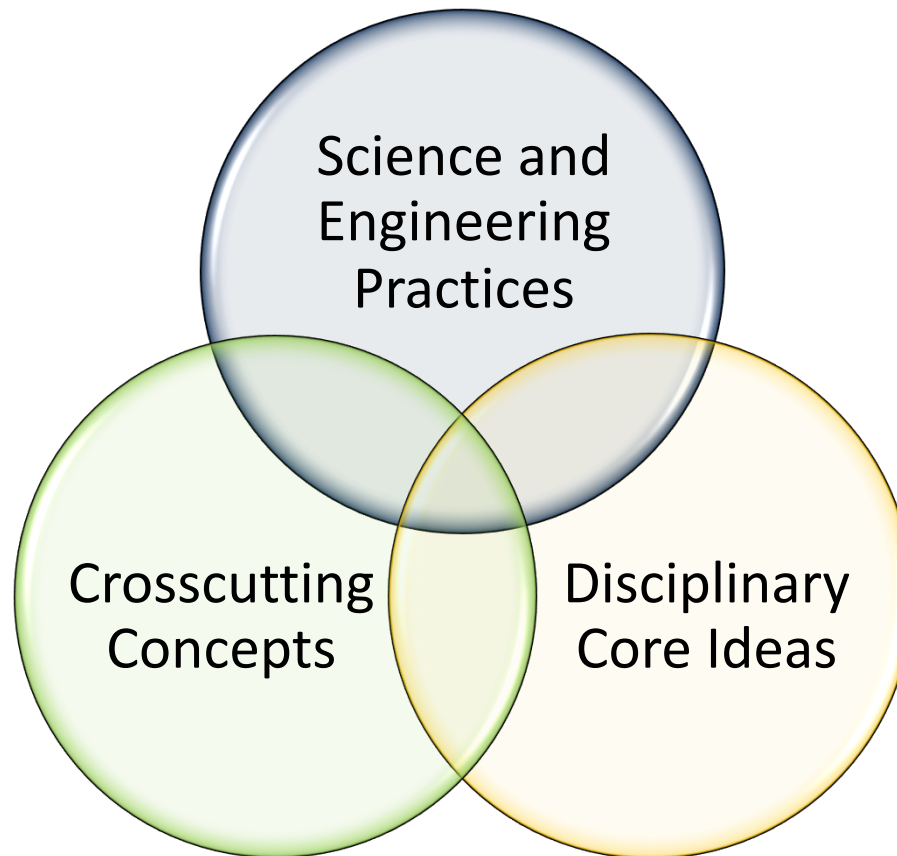 Science and
Engineering
Practices
Crosscutting
Concepts
Disciplinary
Core Ideas